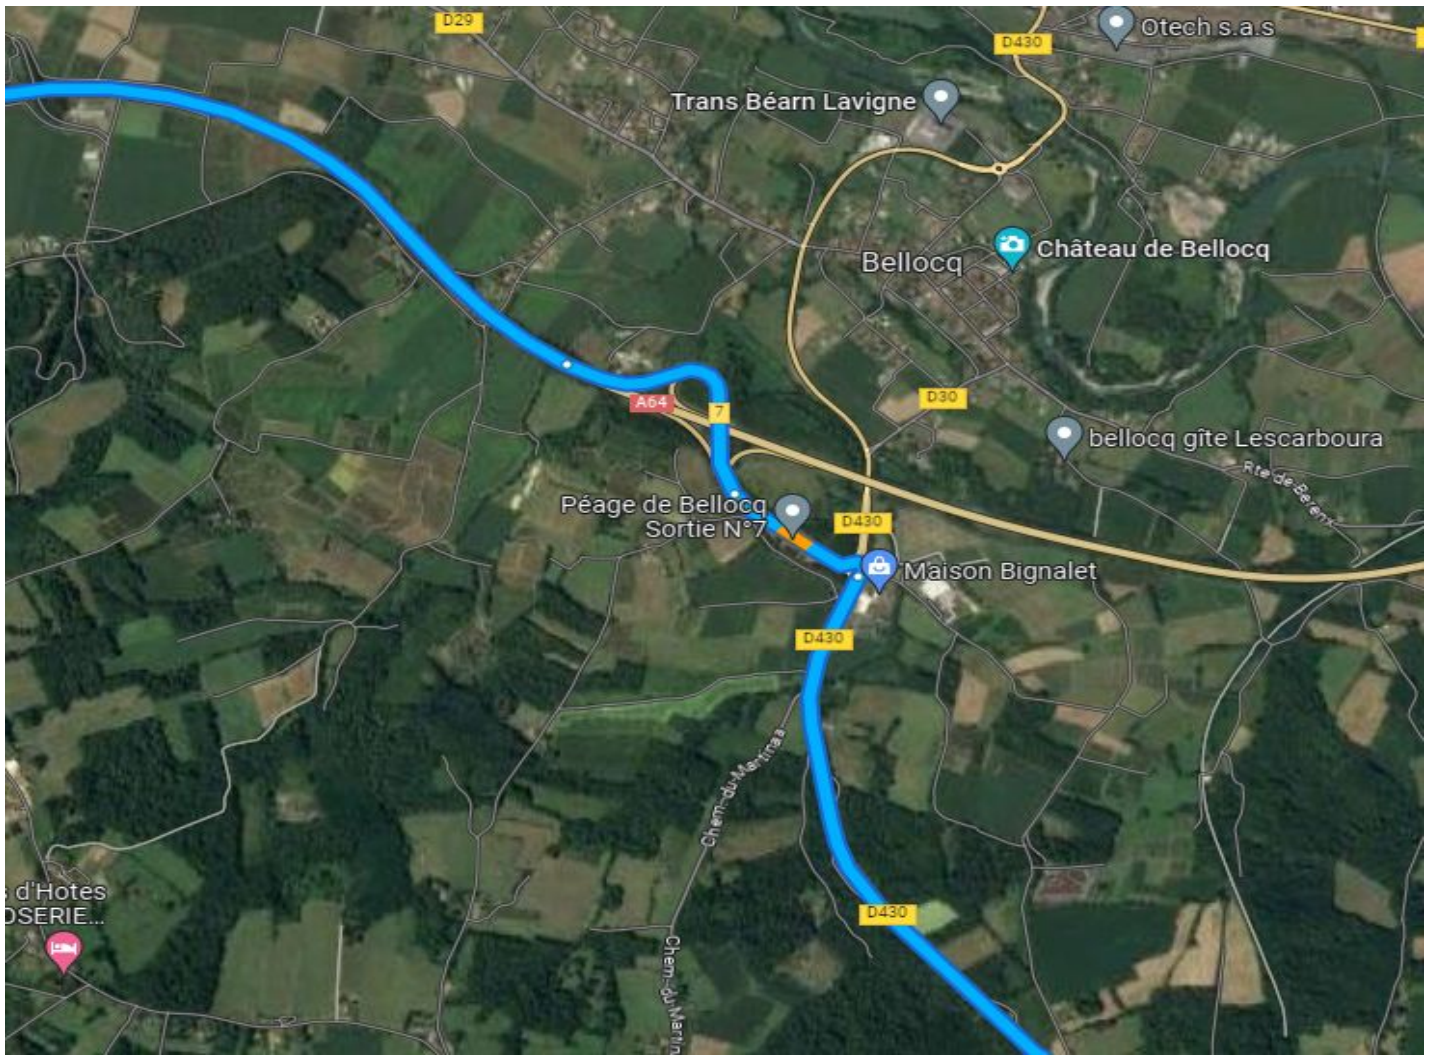 D29
D430
Otech s.a.s
Trans Béarn Lavigne
Château de Bellocq
Bellocq
A64
7
D30
bellocq gîte Lescarboura
Rte de Berenx
Péage de Bellocq
Sortie N°7
D430
Maison Bignalet
D430
Chem.-du-Martinaa
s d'Hotes
OSERIE...
D430
Chem.-du-Martin